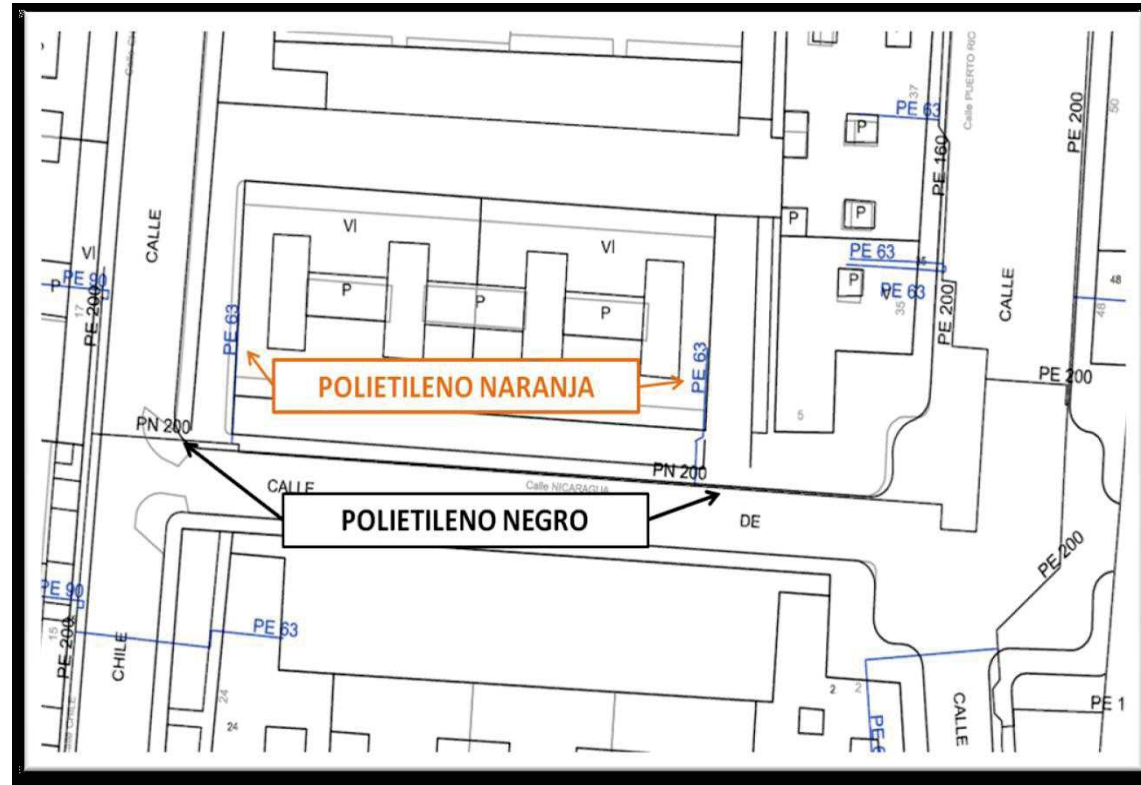 37
Calle PUERTO RICO
50
PE 63
P
PE 160
PE 200
VI
VI
CALLE
P
P
VI
PE 63
PE 90
P
P
P
P
P
PE 63
CALLE
48
48
17
PE 200
PE 63
PE 63
35
PE 200
POLIETILENO NARANJA
PE 200
5
PN 200
PN 200
CALLE
Calle NICARAGUA
POLIETILENO NEGRO
DE
PE 200
PE 90
15
PE 200
PE 63
CHILE
24
24
2
2
CALLE
PE 1